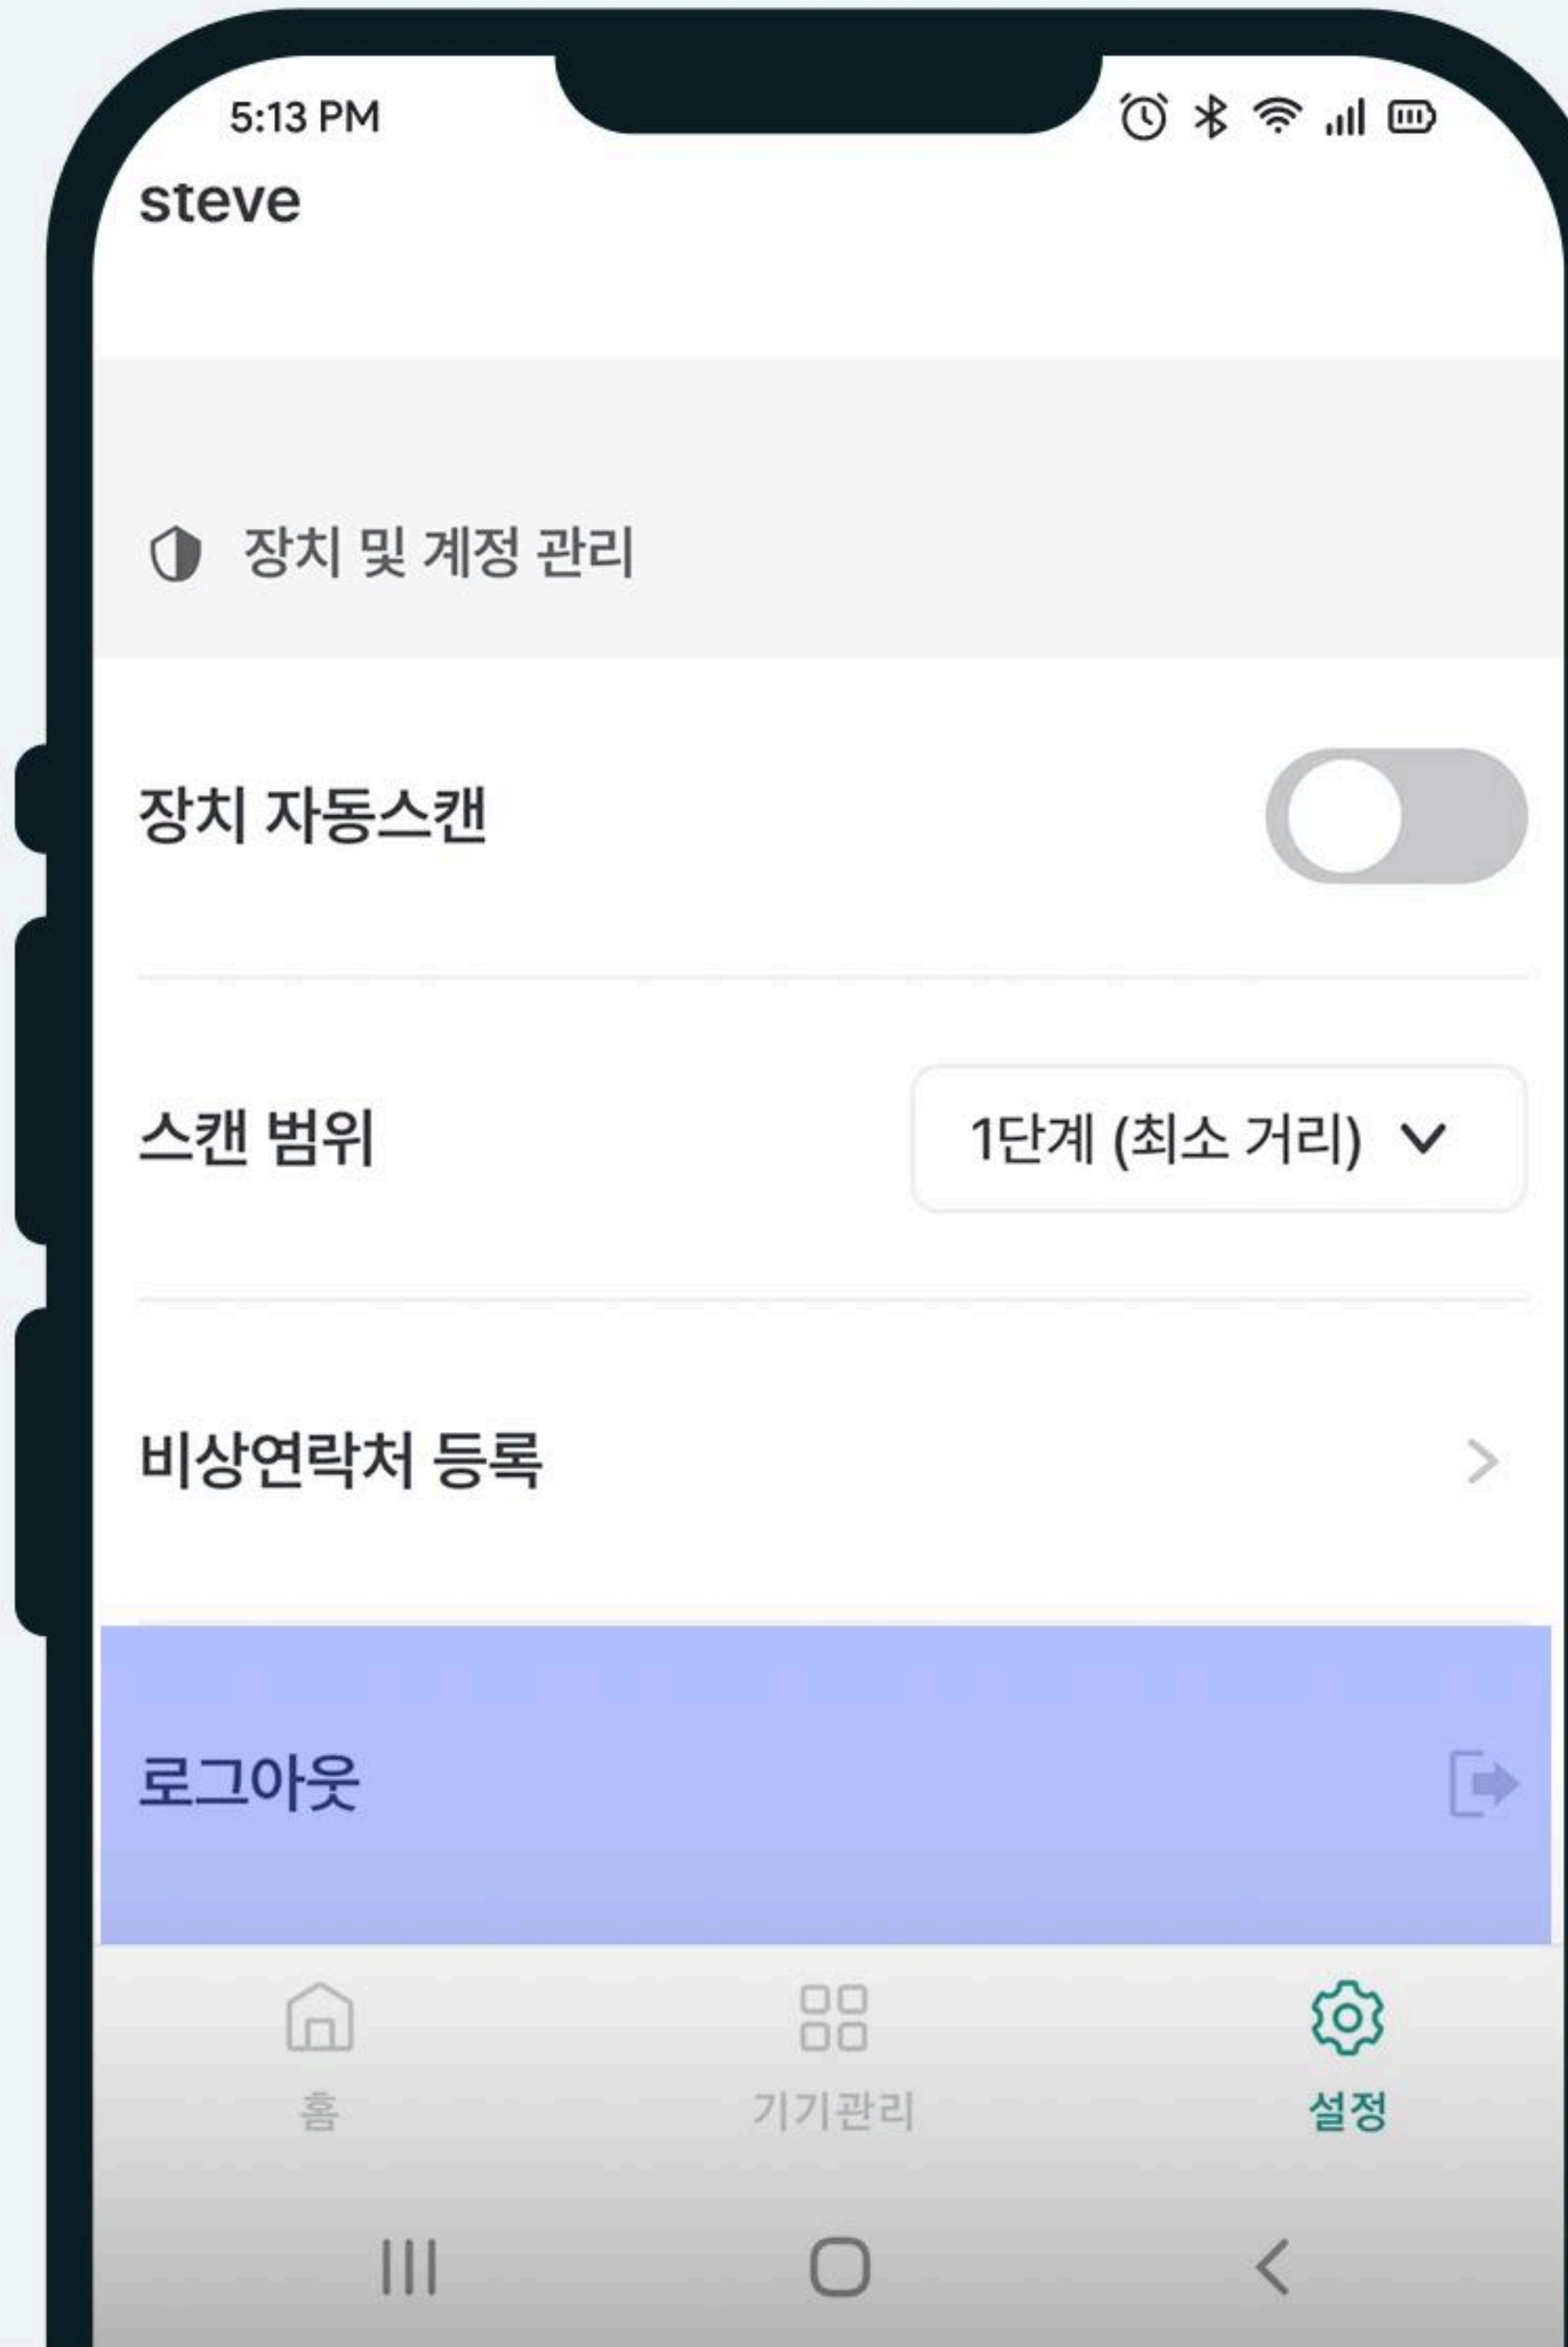 5:13 PM
steve
장치 및 계정 관리
장치 자동스캔
스캔 범위
1단계 (최소 거리)
비상연락처 등록
로그아웃
홈
기기관리
설정